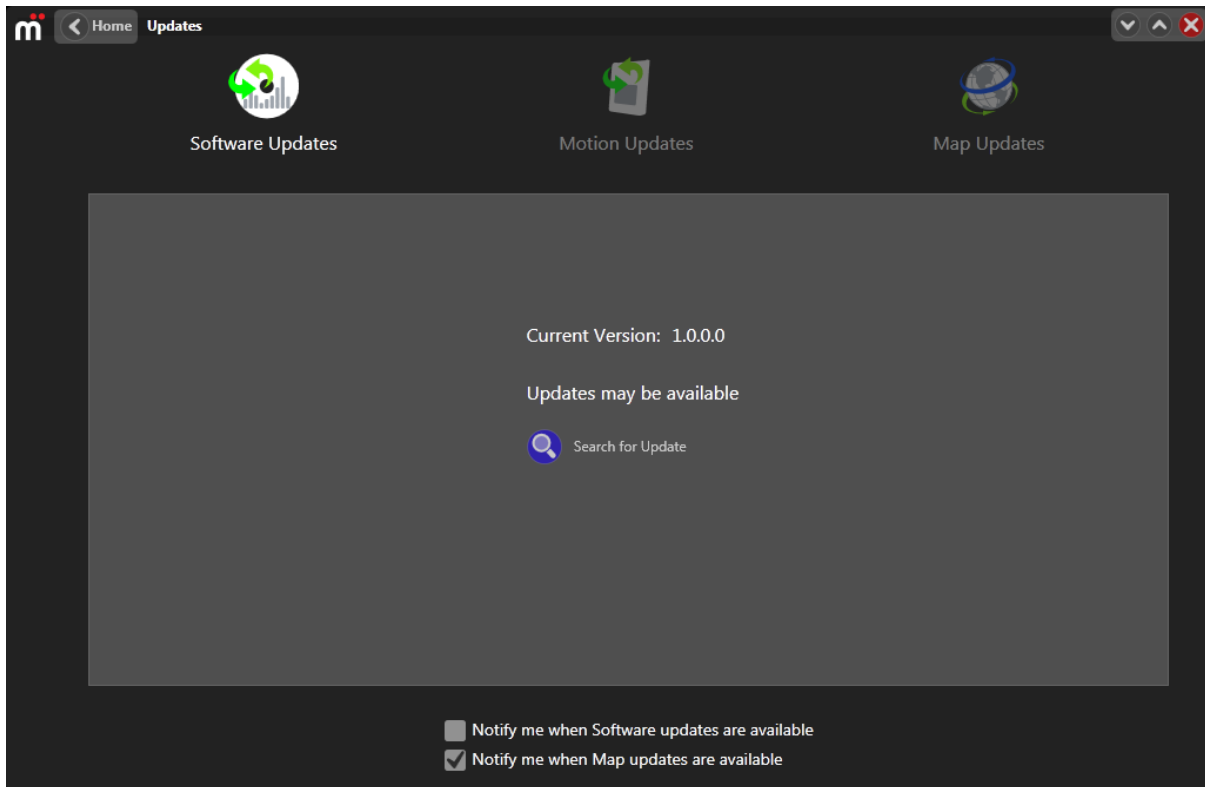 m Home Updates
Software Updates Motion Updates Map Updates
Current Version: 1.0.0.0
Updates may be available
Search for Update
Notify me when Software updates are available
Notify me when Map updates are available